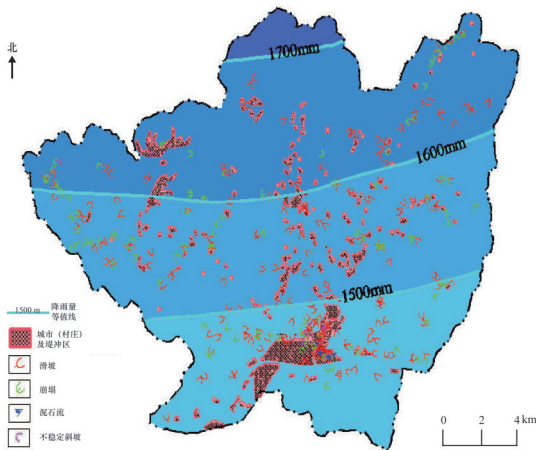 北
1700mm
1600mm
1500mm
1500 m 降雨量
等值线
城市（村庄）
及堤冲区
滑坡
崩塌
泥石流
不稳定斜坡
0 2 4 km